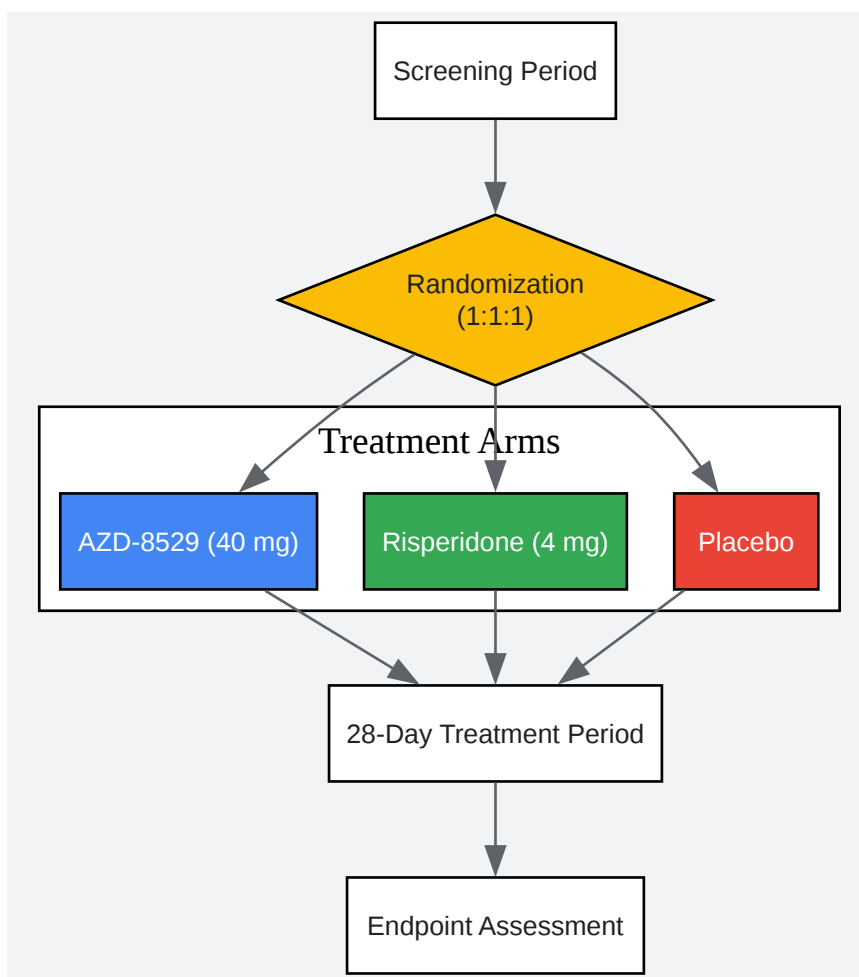 Screening Period
Randomization
(1:1:1)
Treatment Arms
AZD-8529 (40 mg)
Risperidone (4 mg)
Placebo
28-Day Treatment Period
Endpoint Assessment